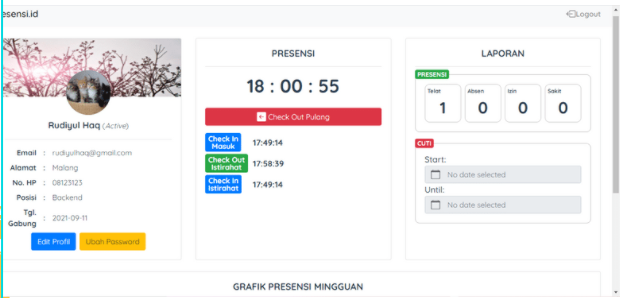 esensi.id
Logout
Rudiyul Haq (Active)
Email : rudiyulhaq@gmail.com
Alamat : Malang
No. HP : 08123123
Posisi : Backend
Tgl. Gabung : 2021-09-11
Edit Profil
Ubah Password
PRESENSI
18 : 00 : 55
Check Out Pulang
Check In Masuk 17:49:14
Check Out Istirahat 17:58:39
Check In Istirahat 17:49:14
LAPORAN
PRESENSI
Telat Absen Izin Sakit
1 0 0 0
CUTI
Start:
No date selected
Until:
No date selected
GRAFIK PRESENSI MINGGUAN